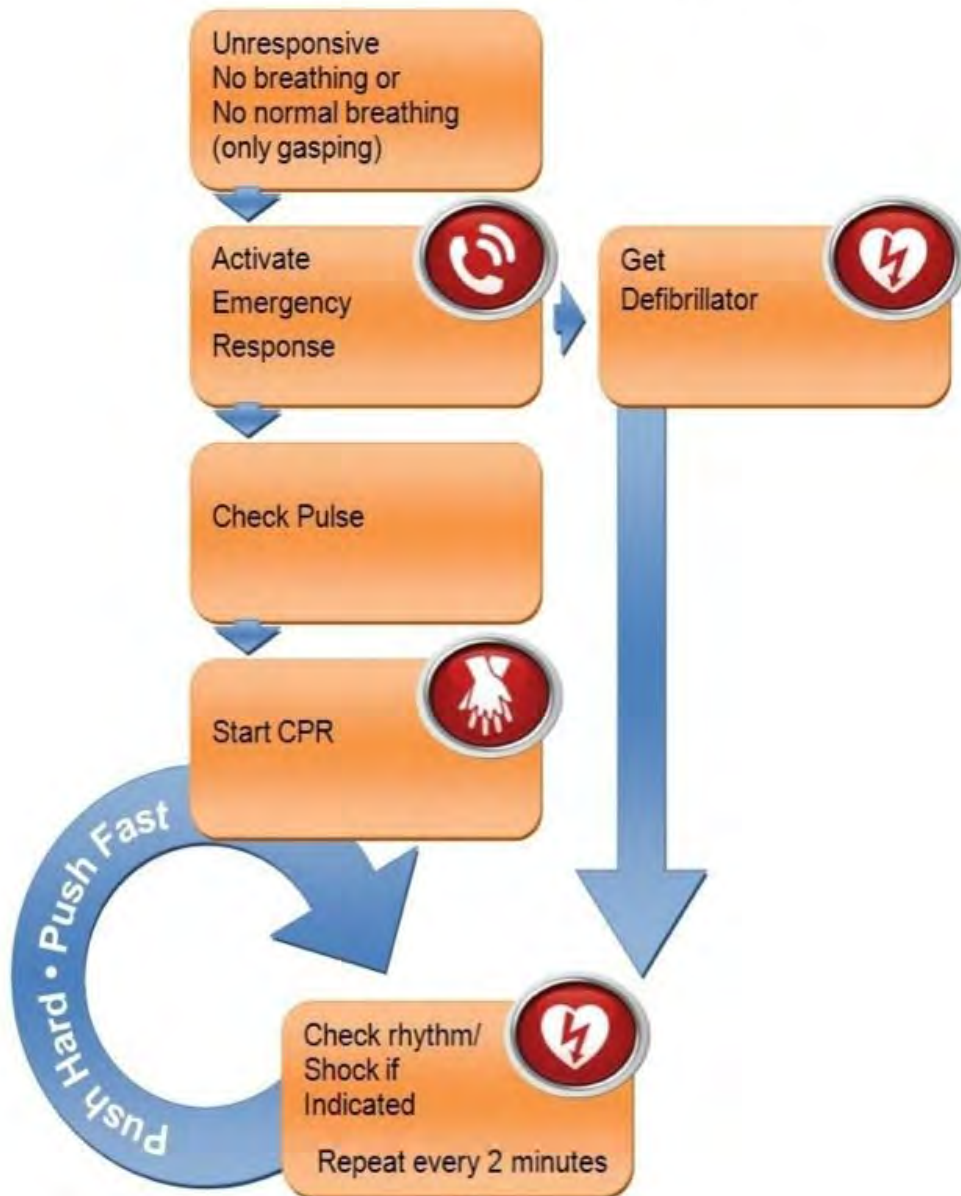 Unresponsive
No breathing or
No normal breathing
(only gasping)
Activate
Emergency
Response
Get
Defibrillator
Check Pulse
Start CPR
Push Hard • Push Fast
Check rhythm/
Shock if
Indicated
Repeat every 2 minutes